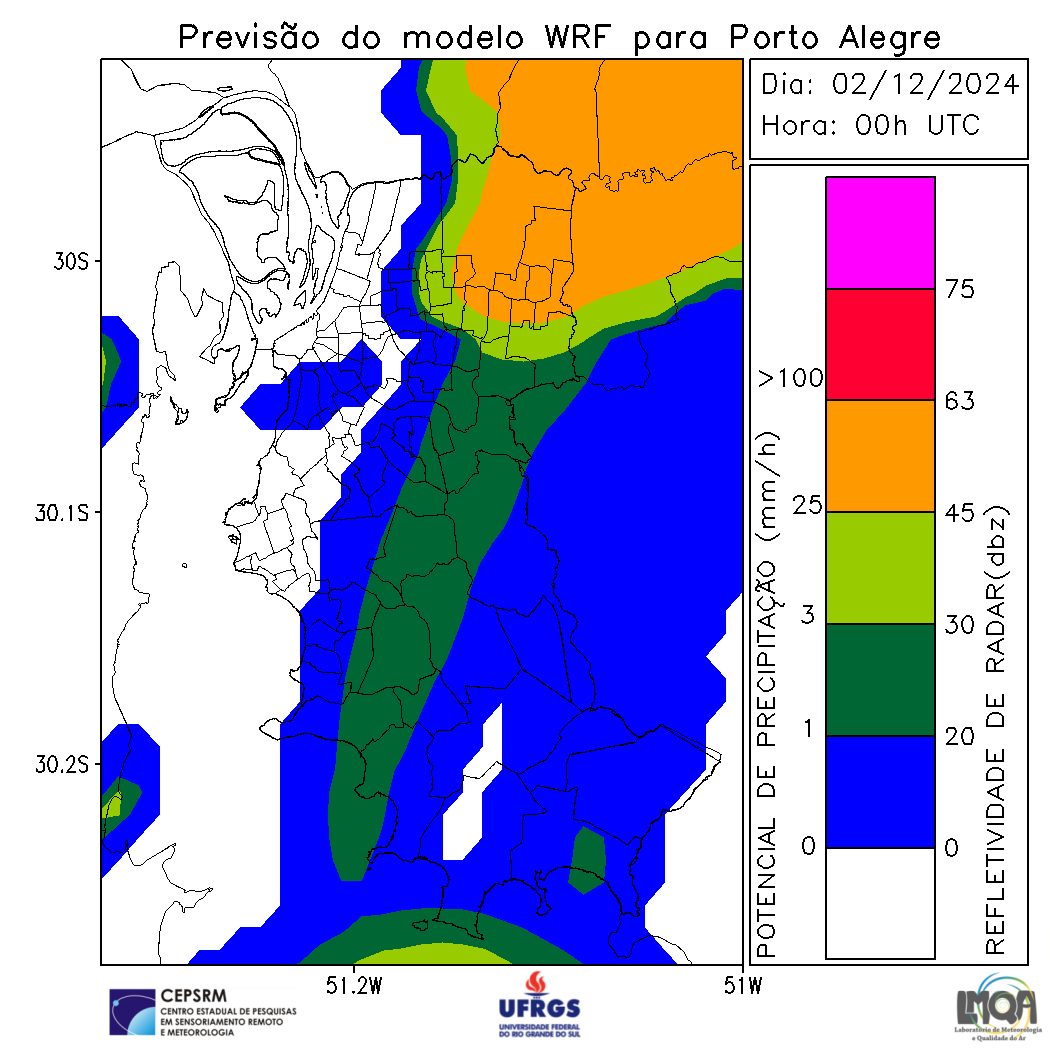 Previsão do modelo WRF para Porto Alegre
Dia: 02/12/2024
Hora: 00h UTC
30S
30.1S
30.2S
51.2W
51W
POTENCIAL DE PRECIPITAÇÃO (mm/h)
>100
25
3
1
0
75
63
45
30
20
0
REFLETIVIDADE DE RADAR(dbz)
CEPSRM
CENTRO ESTADUAL DE PESQUISAS
EM SENSORIAMENTO REMOTO
E METEOROLOGIA
UFRGS
UNIVERSIDADE FEDERAL
DO RIO GRANDE DO SUL
LMQA
Laboratório de Meteorologia
e Qualidade do Ar